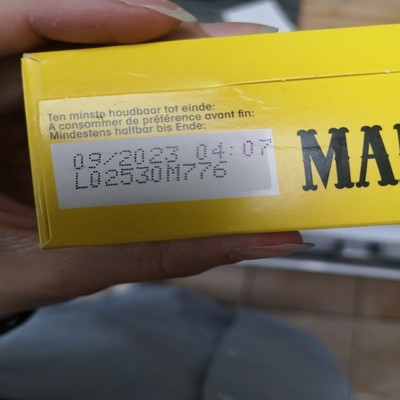 Ten minste houdbaar tot einde:
A consommer de préférence avant fin:
Mindestens haltbar bis Ende:
09/2023 04:07
L02530M776
MA